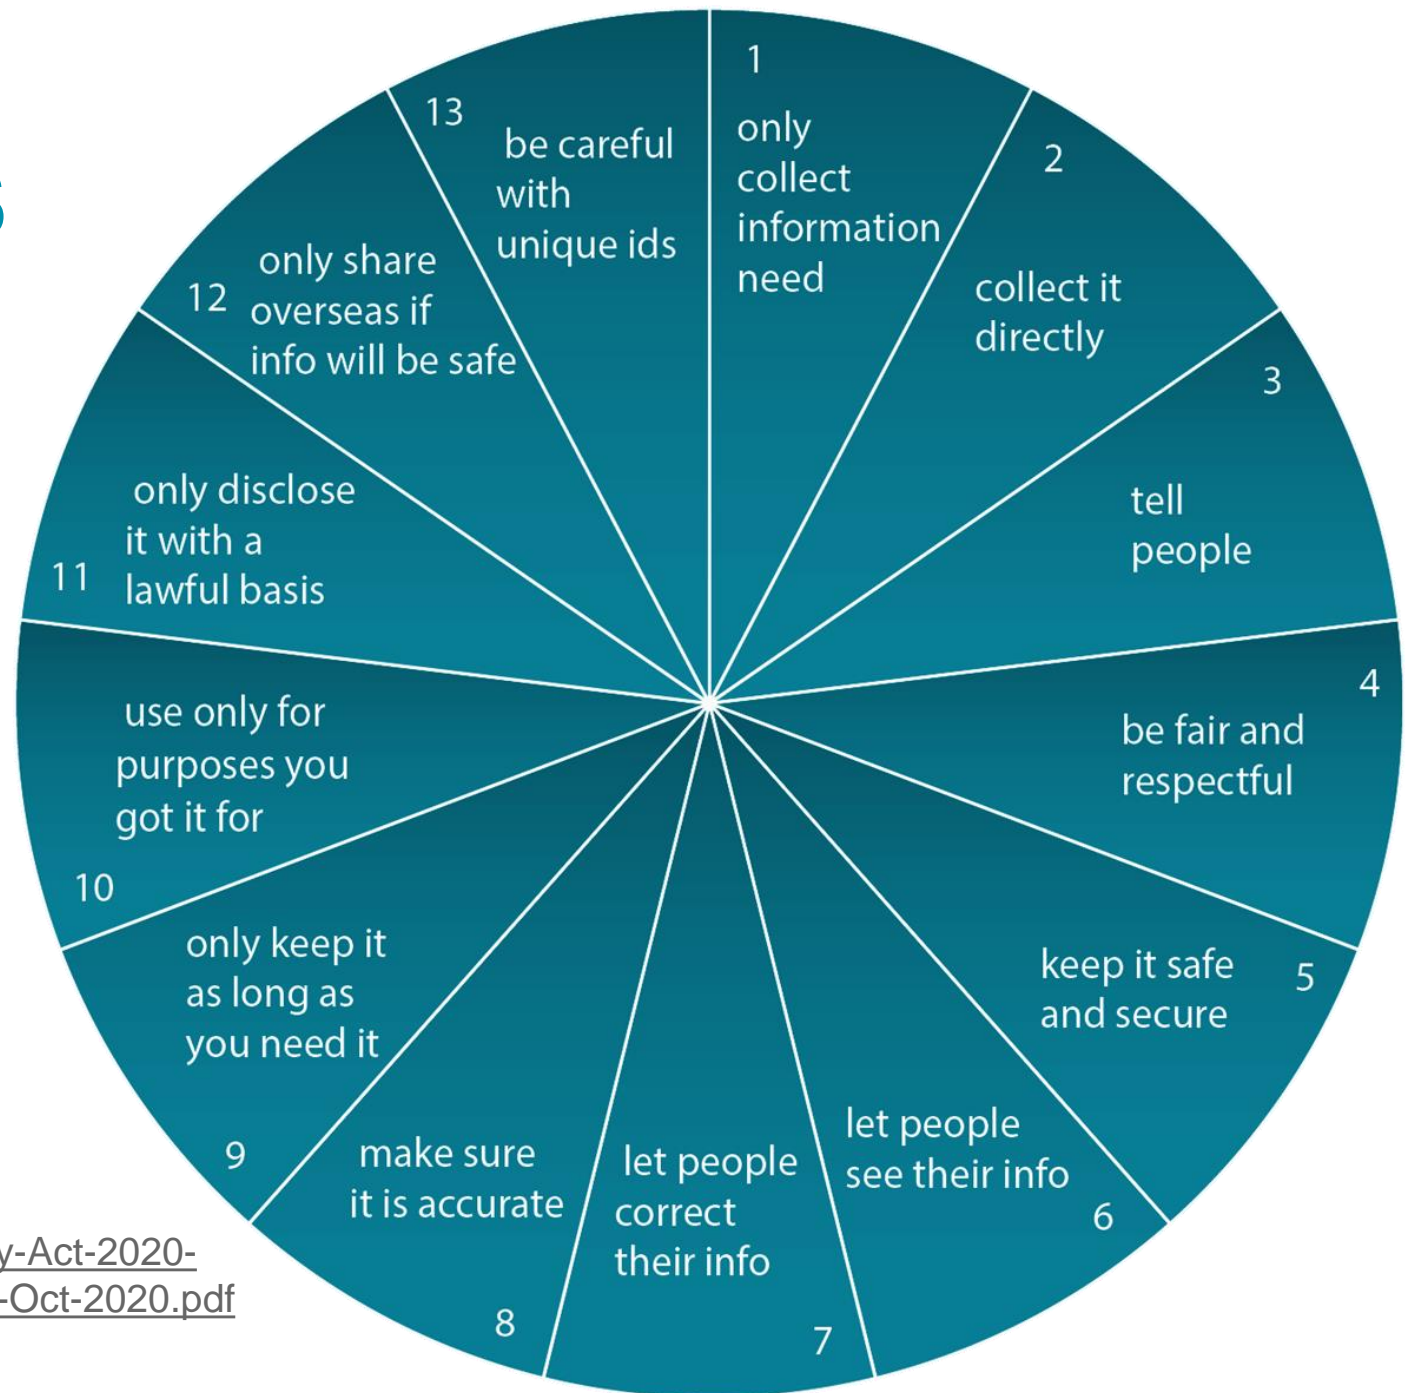 s
1
only
collect
information
need
2
collect it
directly
3
tell
people
4
be fair and
respectful
5
keep it safe
and secure
6
let people
see their info
7
let people
correct
their info
8
make sure
it is accurate
9
only keep it
as long as
you need it
10
use only for
purposes you
got it for
11
only disclose
it with a
lawful basis
12
only share
overseas if
info will be safe
13
be careful
with
unique ids
y-Act-2020-
-Oct-2020.pdf